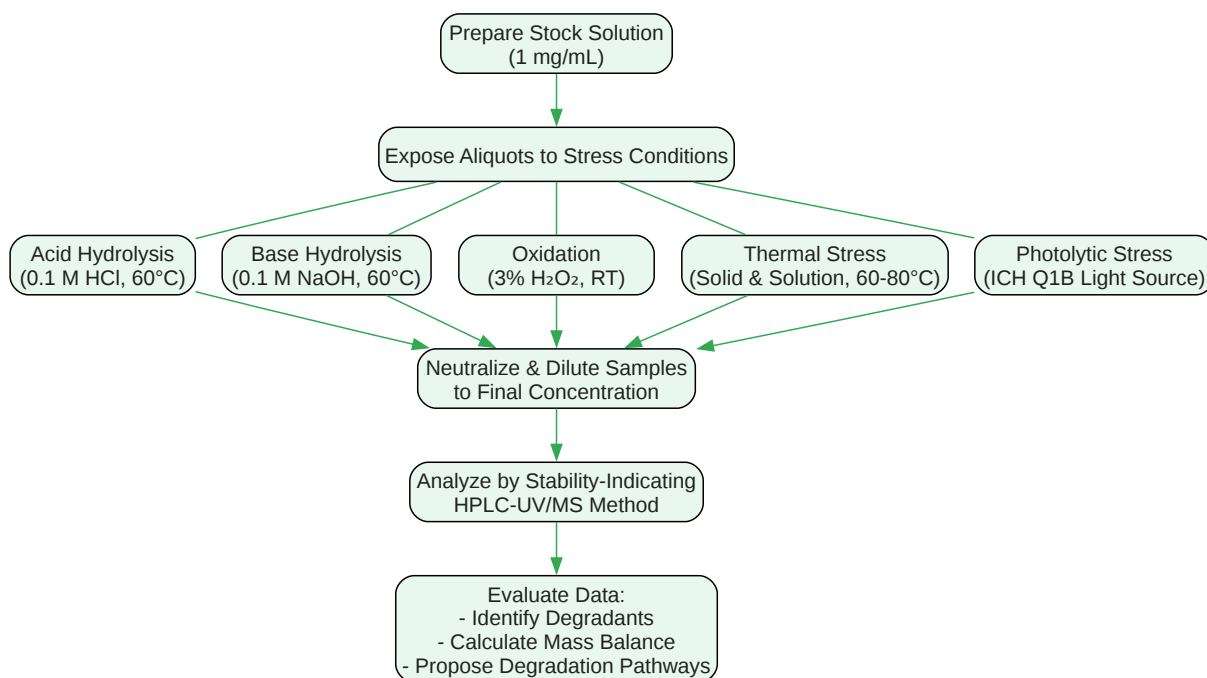 Prepare Stock Solution
(1 mg/mL)
Expose Aliquots to Stress Conditions
Acid Hydrolysis
(0.1 M HCl, 60°C)
Base Hydrolysis
(0.1 M NaOH, 60°C)
Oxidation
(3% H₂O₂, RT)
Thermal Stress
(Solid & Solution, 60-80°C)
Photolytic Stress
(ICH Q1B Light Source)
Neutralize & Dilute Samples
to Final Concentration
Analyze by Stability-Indicating
HPLC-UV/MS Method
Evaluate Data:
- Identify Degradants
- Calculate Mass Balance
- Propose Degradation Pathways